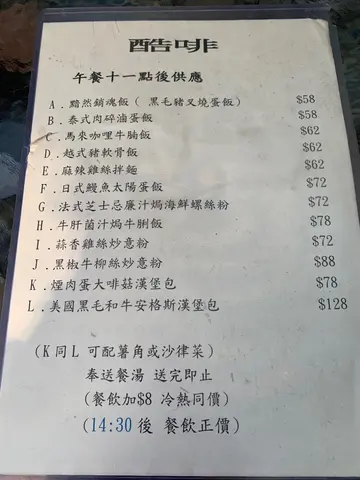 酷啡
午餐十一點後供應
A．黯然銷魂飯（黑毛豬叉燒蛋飯） $58
B．泰式肉碎滷蛋飯 $58
C．馬來咖哩牛腩飯 $62
D．越式豬軟骨飯 $62
E．麻辣雞絲拌麵 $62
F．日式鰻魚太陽蛋飯 $72
G．法式芝士忌廉汁焗海鮮螺絲粉 $72
H．牛肝菌汁焗牛脷飯 $78
I．蒜香雞絲炒意粉 $72
J．黑椒牛柳絲炒意粉 $88
K．煙肉蛋大啡菇漢堡包 $78
L．美國黑毛和牛安格斯漢堡包 $128
(K 同 L 可配薯角或沙律菜)
奉送餐湯 送完即止
(餐飲加$8 冷熱同價)
(14:30 後 餐飲正價)